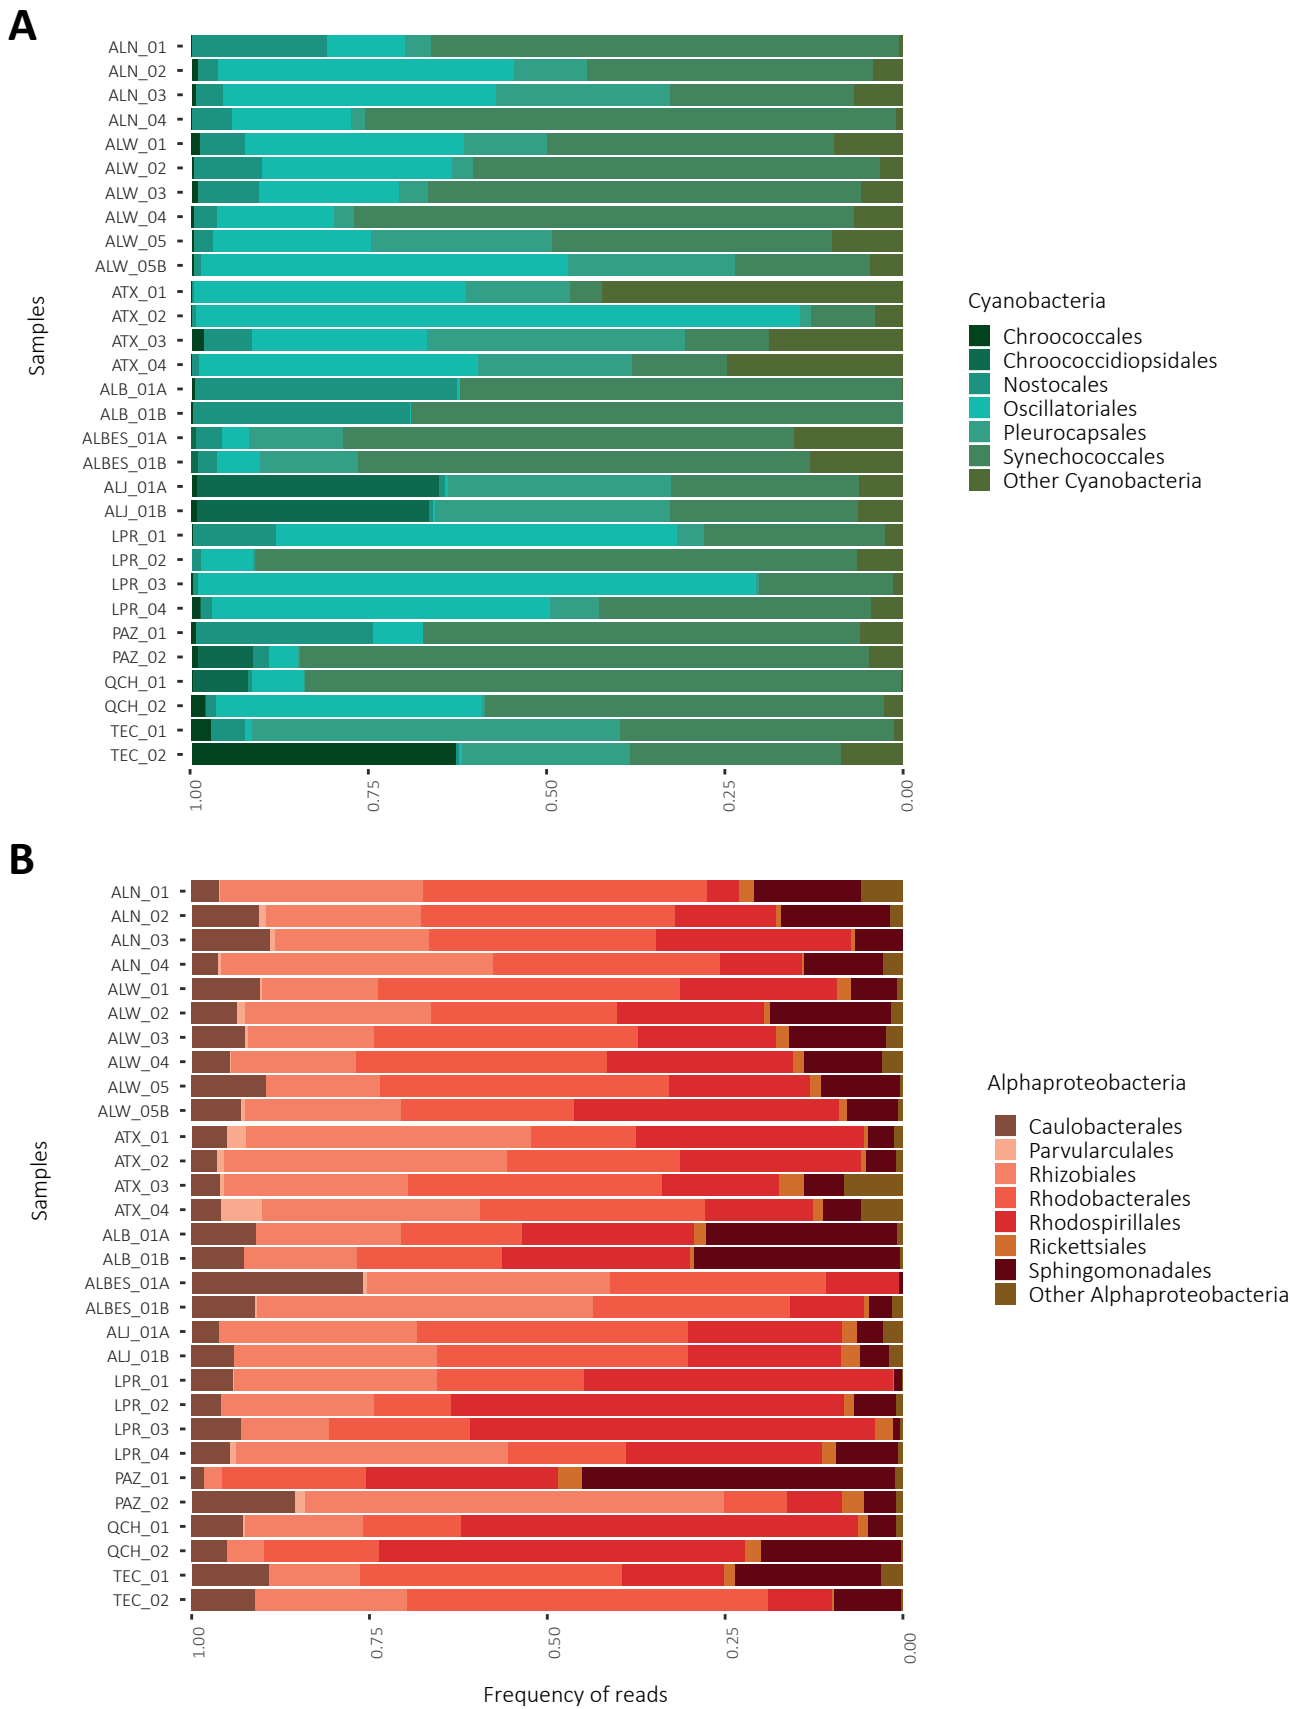 A
ALN_01
ALN_02
ALN_03
ALN_04
ALW_01
ALW_02
ALW_03
ALW_04
ALW_05
ALW_05B
ATX_01
ATX_02
ATX_03
ATX_04
ALB_01A
ALB_01B
ALBES_01A
ALBES_01B
ALJ_01A
ALJ_01B
LPR_01
LPR_02
LPR_03
LPR_04
PAZ_01
PAZ_02
QCH_01
QCH_02
TEC_01
TEC_02
Samples
1.00
0.75
0.50
0.25
0.00
Cyanobacteria
Chroococcales
Chroococcidiopsidales
Nostocales
Oscillatoriales
Pleurocapsales
Synechococcales
Other Cyanobacteria
B
ALN_01
ALN_02
ALN_03
ALN_04
ALW_01
ALW_02
ALW_03
ALW_04
ALW_05
ALW_05B
ATX_01
ATX_02
ATX_03
ATX_04
ALB_01A
ALB_01B
ALBES_01A
ALBES_01B
ALJ_01A
ALJ_01B
LPR_01
LPR_02
LPR_03
LPR_04
PAZ_01
PAZ_02
QCH_01
QCH_02
TEC_01
TEC_02
Samples
1.00
0.75
0.50
0.25
0.00
Frequency of reads
Alphaproteobacteria
Caulobacterales
Parvularculales
Rhizobiales
Rhodobacterales
Rhodospirillales
Rickettsiales
Sphingomonadales
Other Alphaproteobacteria